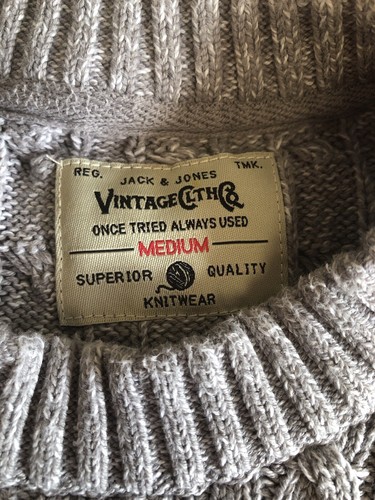 REG. JACK & JONES TMK.
VINTAGE CLTH CO
ONCE TRIED ALWAYS USED
MEDIUM
SUPERIOR QUALITY
KNITWEAR